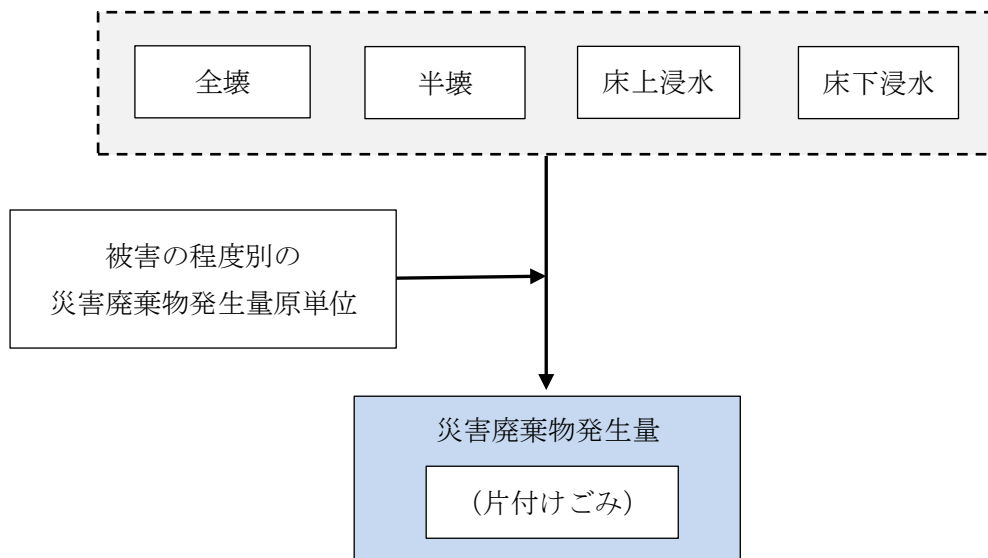 全壊
半壊
床上浸水
床下浸水
被害の程度別の
災害廃棄物発生量原単位
災害廃棄物発生量
（片付けごみ）